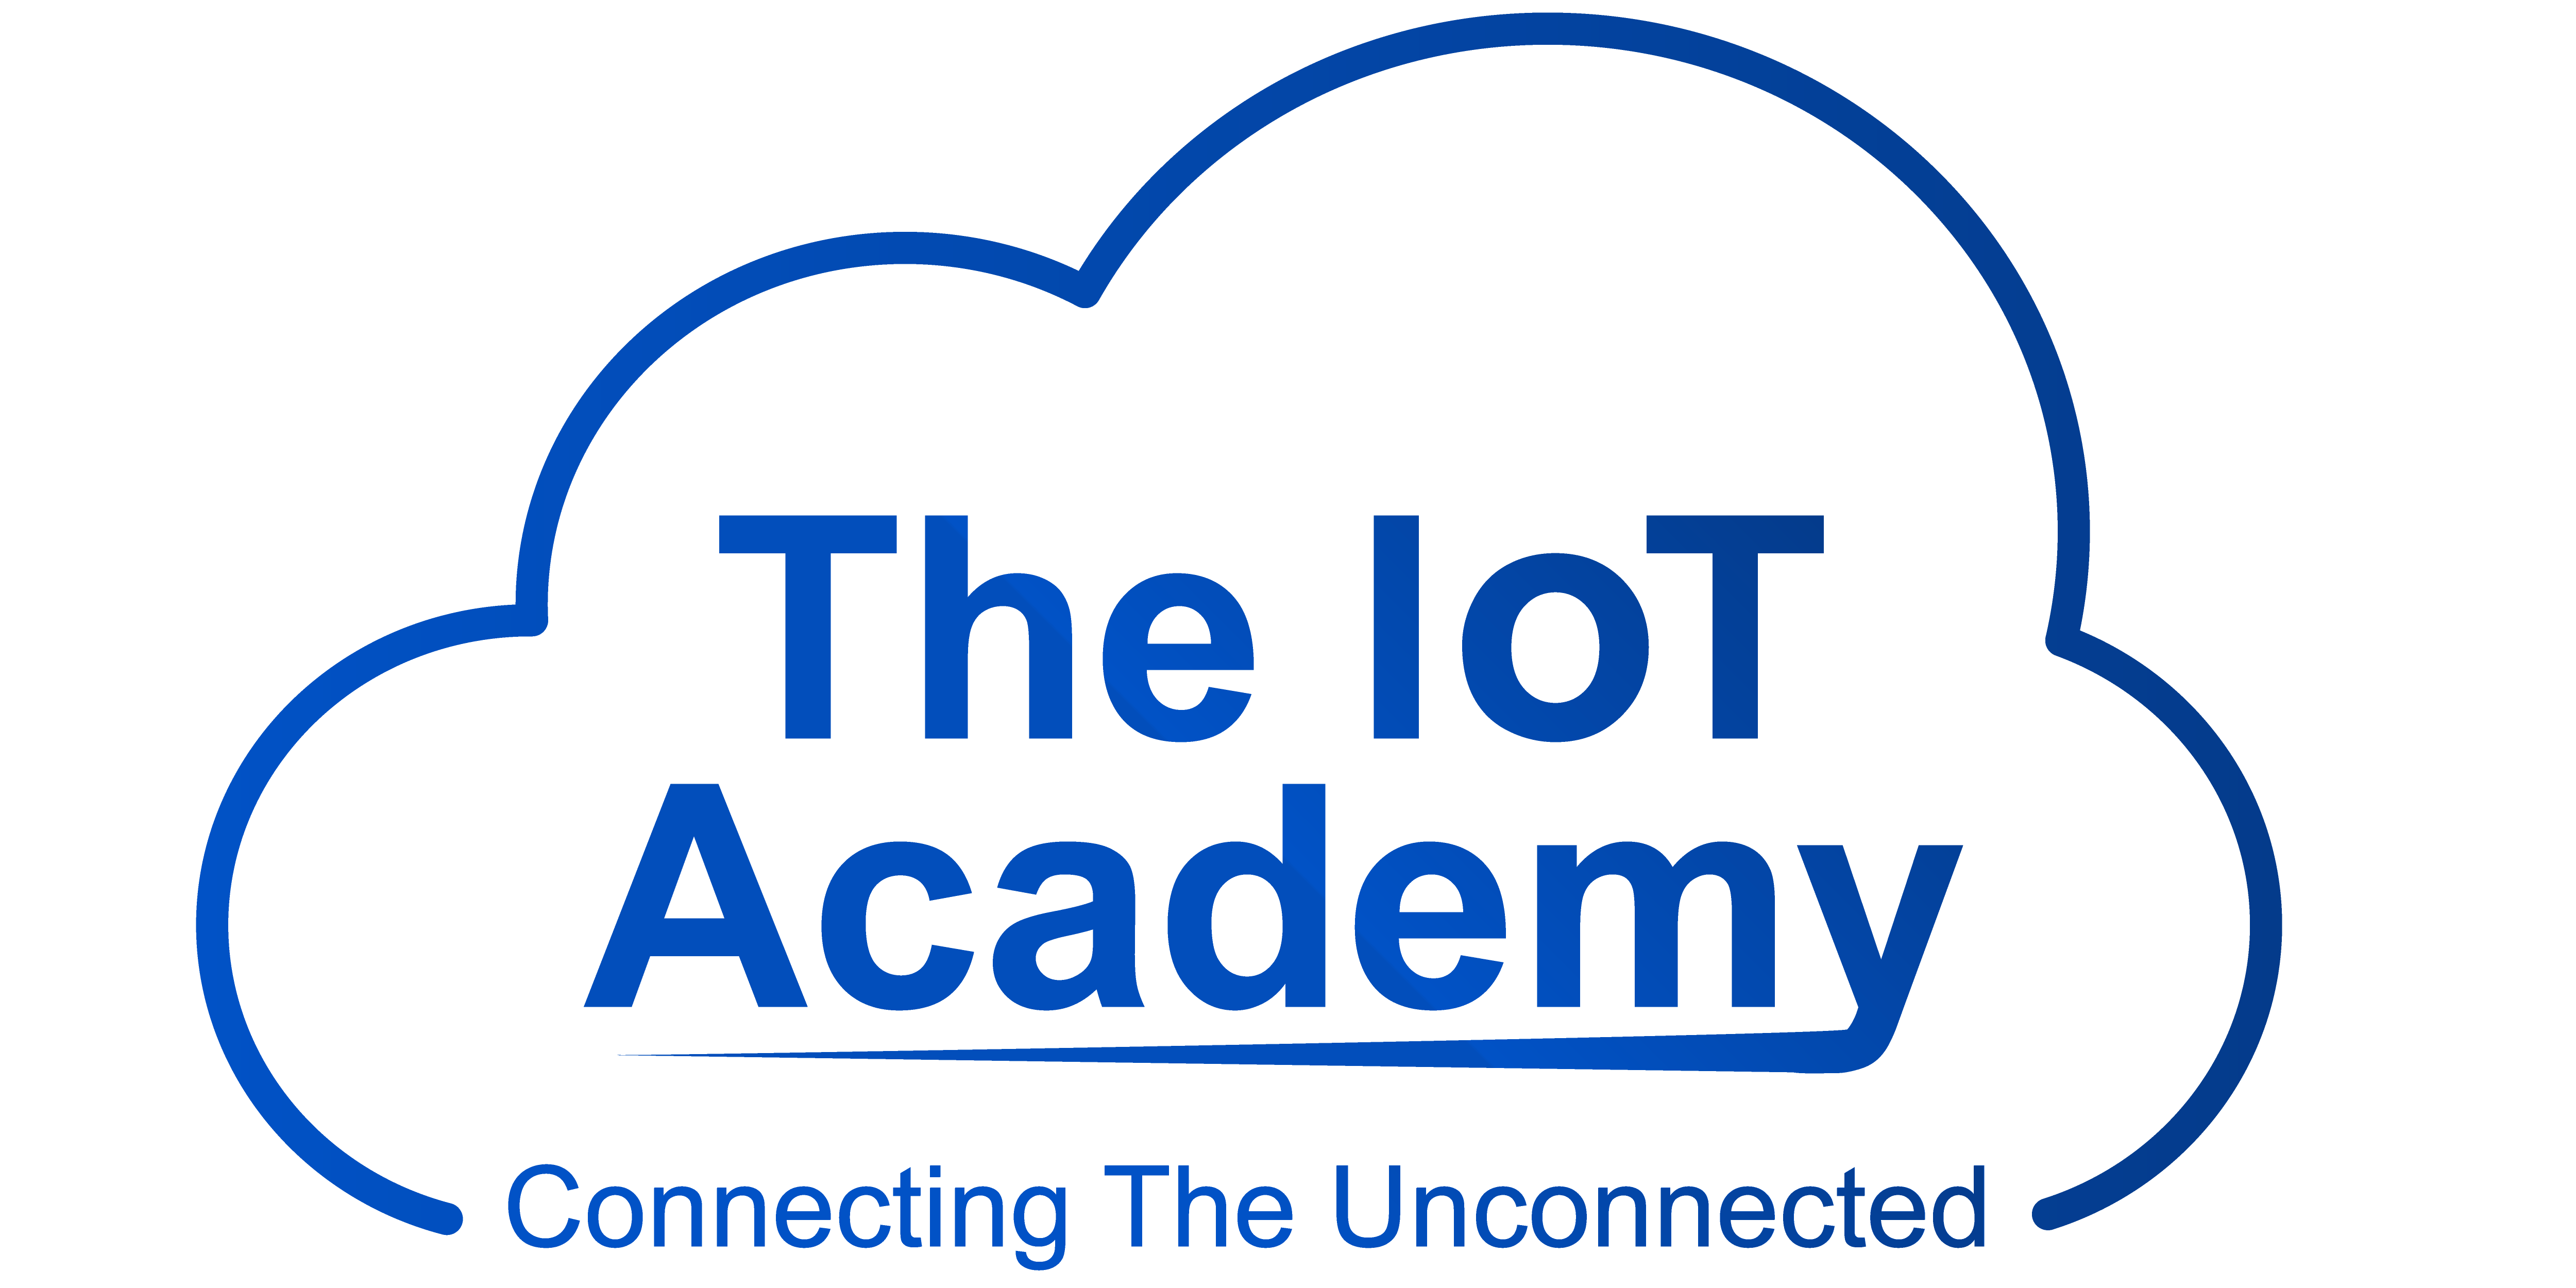 The IoT
Academy
Connecting The Unconnected